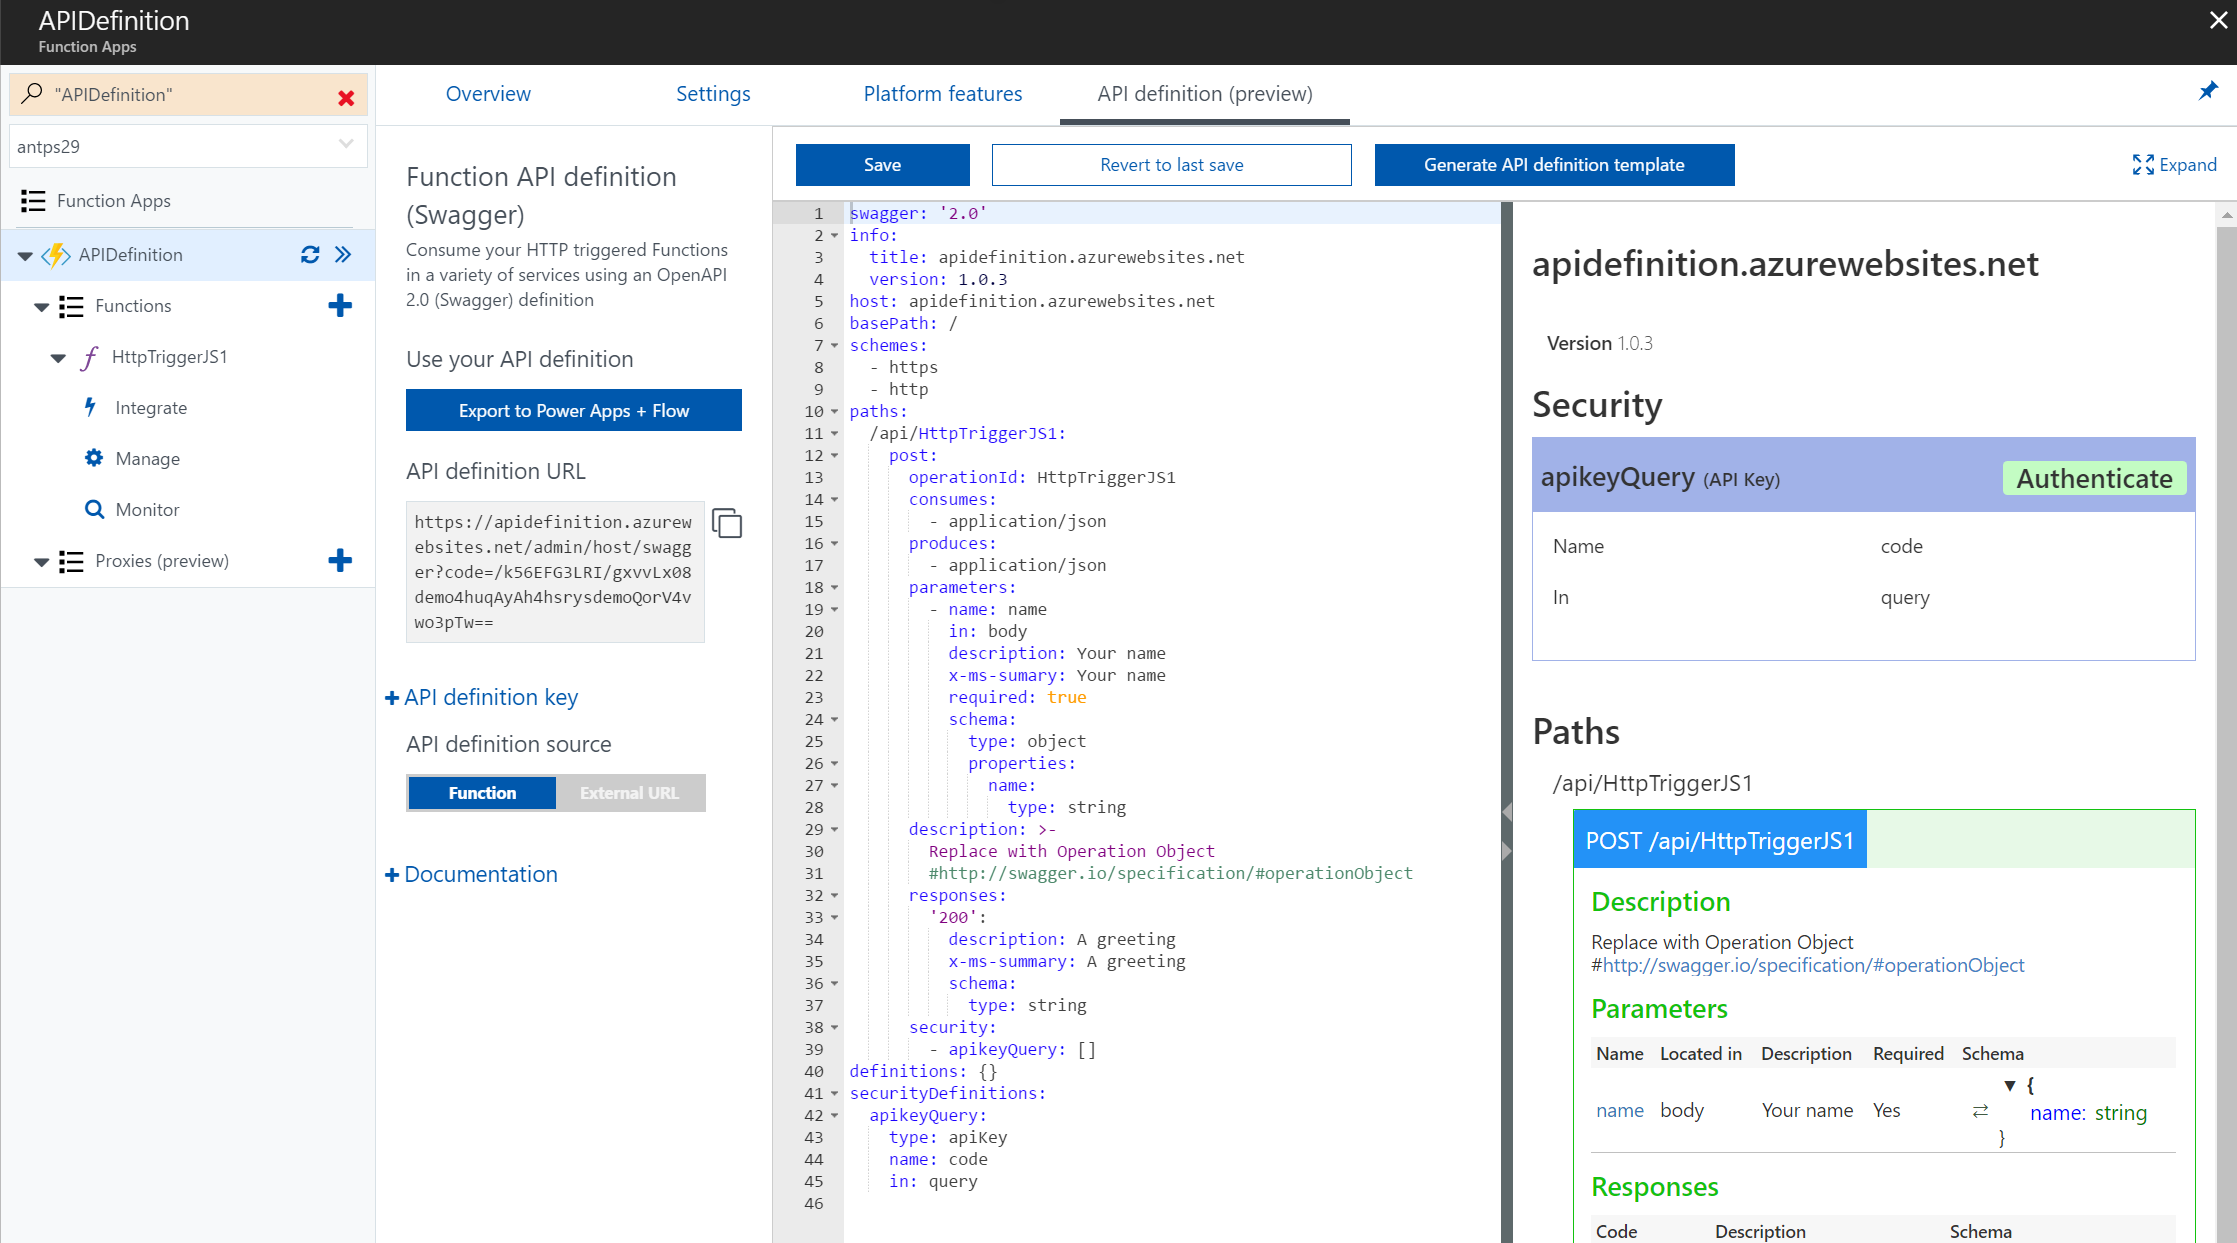 APIDefinition
Function Apps
"APIDefinition"
antps29
Function Apps
APIDefinition
Functions
HttpTriggerJS1
Integrate
Manage
Monitor
Proxies (preview)
Overview
Settings
Platform features
API definition (preview)
Function API definition
(Swagger)
Consume your HTTP triggered Functions
in a variety of services using an OpenAPI
2.0 (Swagger) definition
Use your API definition
Export to Power Apps + Flow
API definition URL
https://apidefinition.azurew
ebsites.net/admin/host/swagg
er?code=/k56EFG3LRI/gxvvLx08
demo4huqAyAh4hsrysdemoQorV4v
wo3pTw==
API definition key
API definition source
Function
External URL
Documentation
Save
Revert to last save
Generate API definition template
Expand
1 swagger: '2.0'
2 info:
3 title: apidefinition.azurewebsites.net
4 version: 1.0.3
5 host: apidefinition.azurewebsites.net
6 basePath: /
7 schemes:
8 - https
9 - http
10 paths:
11 /api/HttpTriggerJS1:
12 post:
13 operationId: HttpTriggerJS1
14 consumes:
15 - application/json
16 produces:
17 - application/json
18 parameters:
19 - name: name
20 in: body
21 description: Your name
22 x-ms-sumary: Your name
23 required: true
24 schema:
25 type: object
26 properties:
27 name:
28 type: string
29 description: >-
30 Replace with Operation Object
31 #http://swagger.io/specification/#operationObject
32 responses:
33 '200':
34 description: A greeting
35 x-ms-summary: A greeting
36 schema:
37 type: string
38 security:
39 - apikeyQuery: []
40 definitions: {}
41 securityDefinitions:
42 apikeyQuery:
43 type: apiKey
44 name: code
45 in: query
46
apidefinition.azurewebsites.net
Version 1.0.3
Security
apikeyQuery (API Key)
Authenticate
Name code
In query
Paths
/api/HttpTriggerJS1
POST /api/HttpTriggerJS1
Description
Replace with Operation Object
#http://swagger.io/specification/#operationObject
Parameters
Name Located in Description Required Schema
name body Your name Yes
{
name: string
}
Responses
Code Description Schema